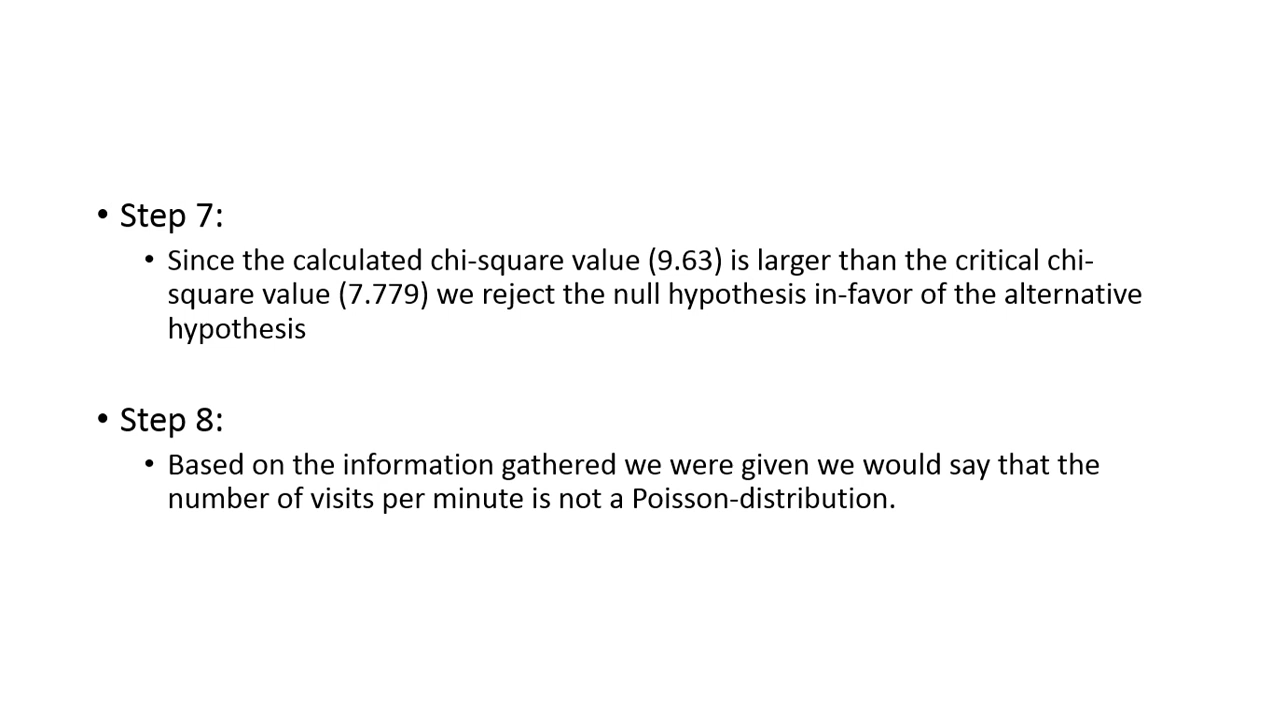 • Step 7:
• Since the calculated chi-square value (9.63) is larger than the critical chi-
square value (7.779) we reject the null hypothesis in-favor of the alternative
hypothesis
• Step 8:
• Based on the information gathered we were given we would say that the
number of visits per minute is not a Poisson-distribution.